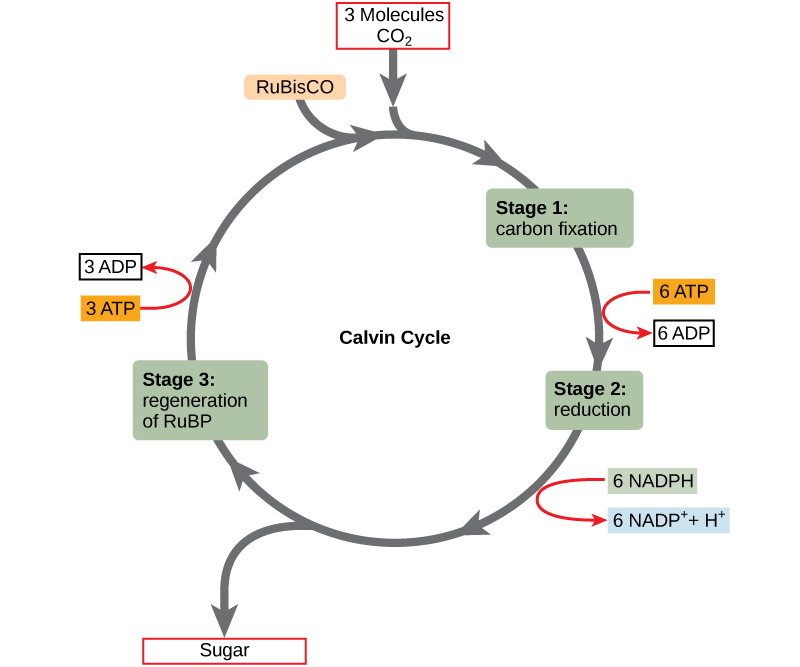 3 Molecules
CO₂
RuBisCO
Stage 1:
carbon fixation
3 ADP
3 ATP
6 ATP
6 ADP
Calvin Cycle
Stage 3:
regeneration
of RuBP
Stage 2:
reduction
6 NADPH
6 NADP⁺+ H⁺
Sugar